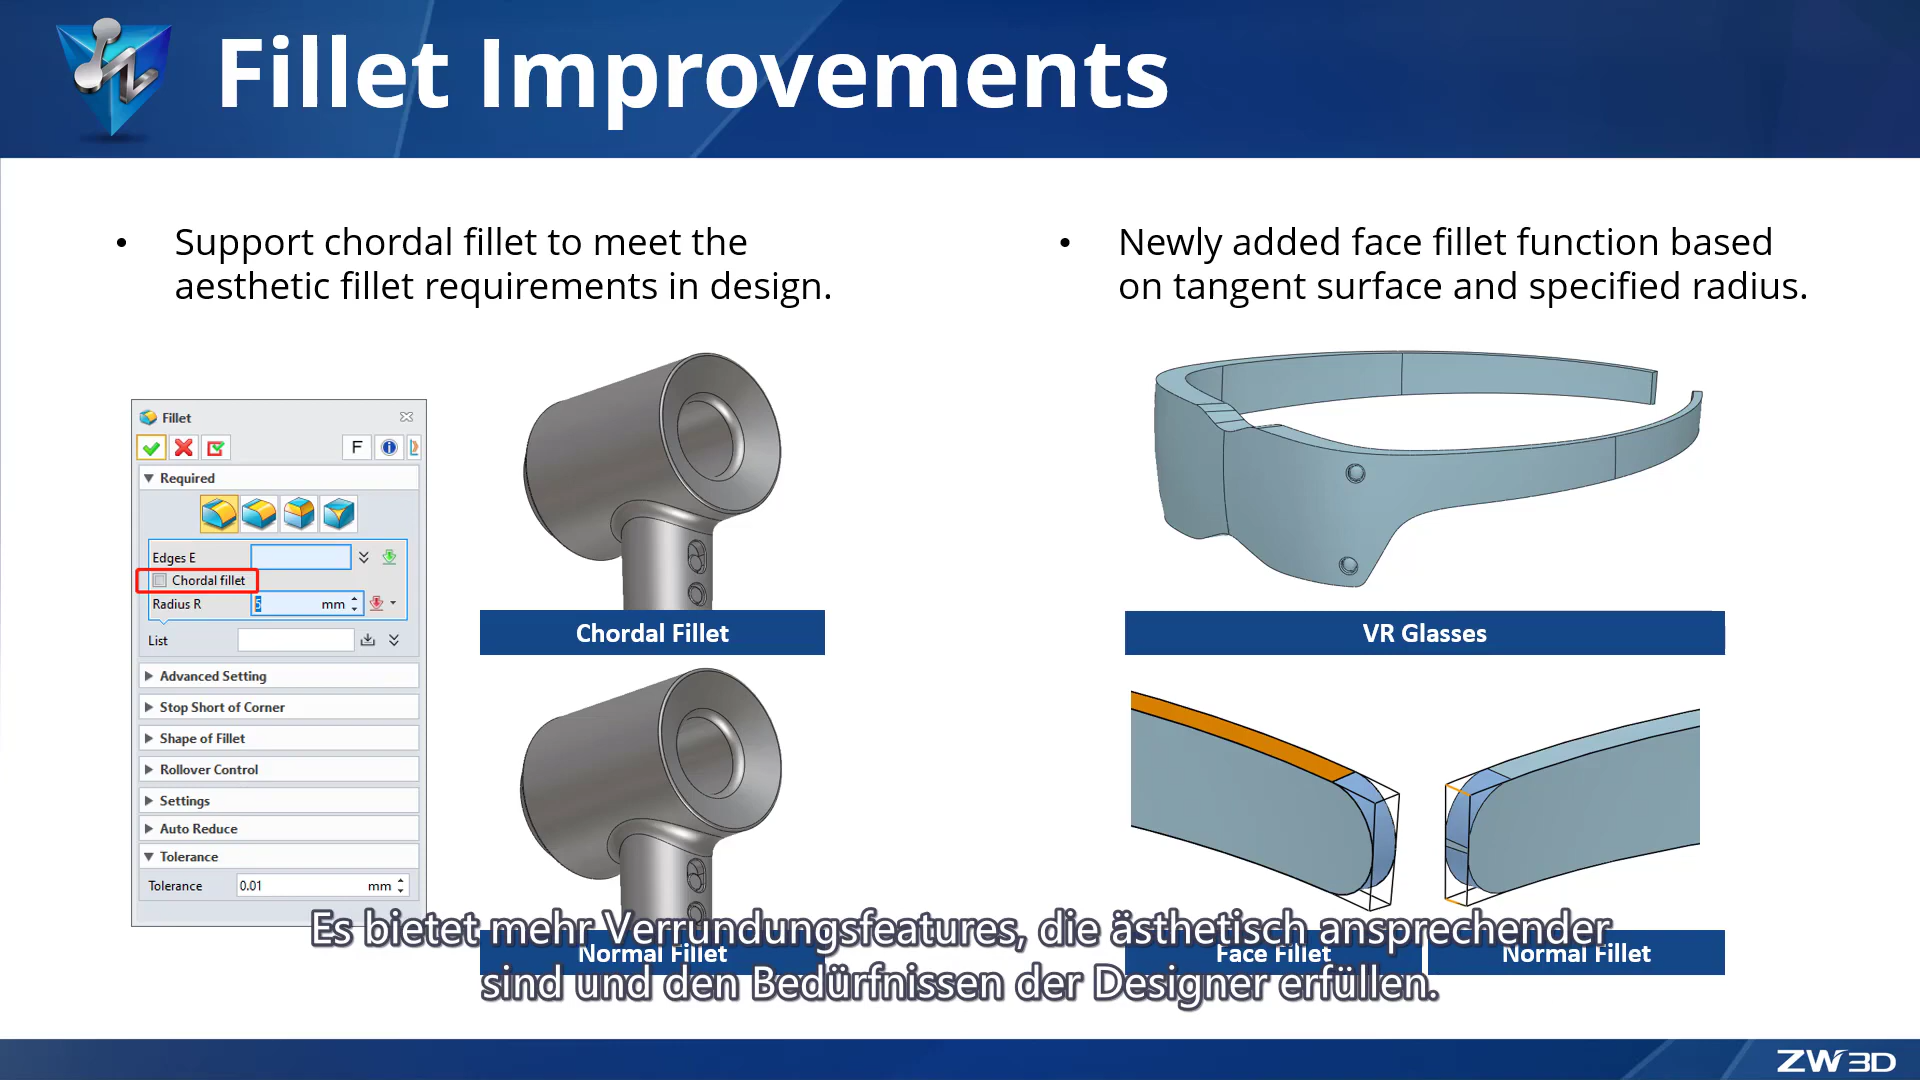 Fillet Improvements
• Support chordal fillet to meet the
aesthetic fillet requirements in design.
• Newly added face fillet function based
on tangent surface and specified radius.
Fillet
F
Required
Edges E
Chordal fillet
Radius R 5 mm
List
Advanced Setting
Stop Short of Corner
Shape of Fillet
Rollover Control
Settings
Auto Reduce
Tolerance
Tolerance 0.01 mm
Chordal Fillet
Normal Fillet
VR Glasses
Face Fillet
Normal Fillet
Es bietet mehr Verrundungsfeatures, die ästhetisch ansprechender
sind und den Bedürfnissen der Designer erfüllen.
ZW3D